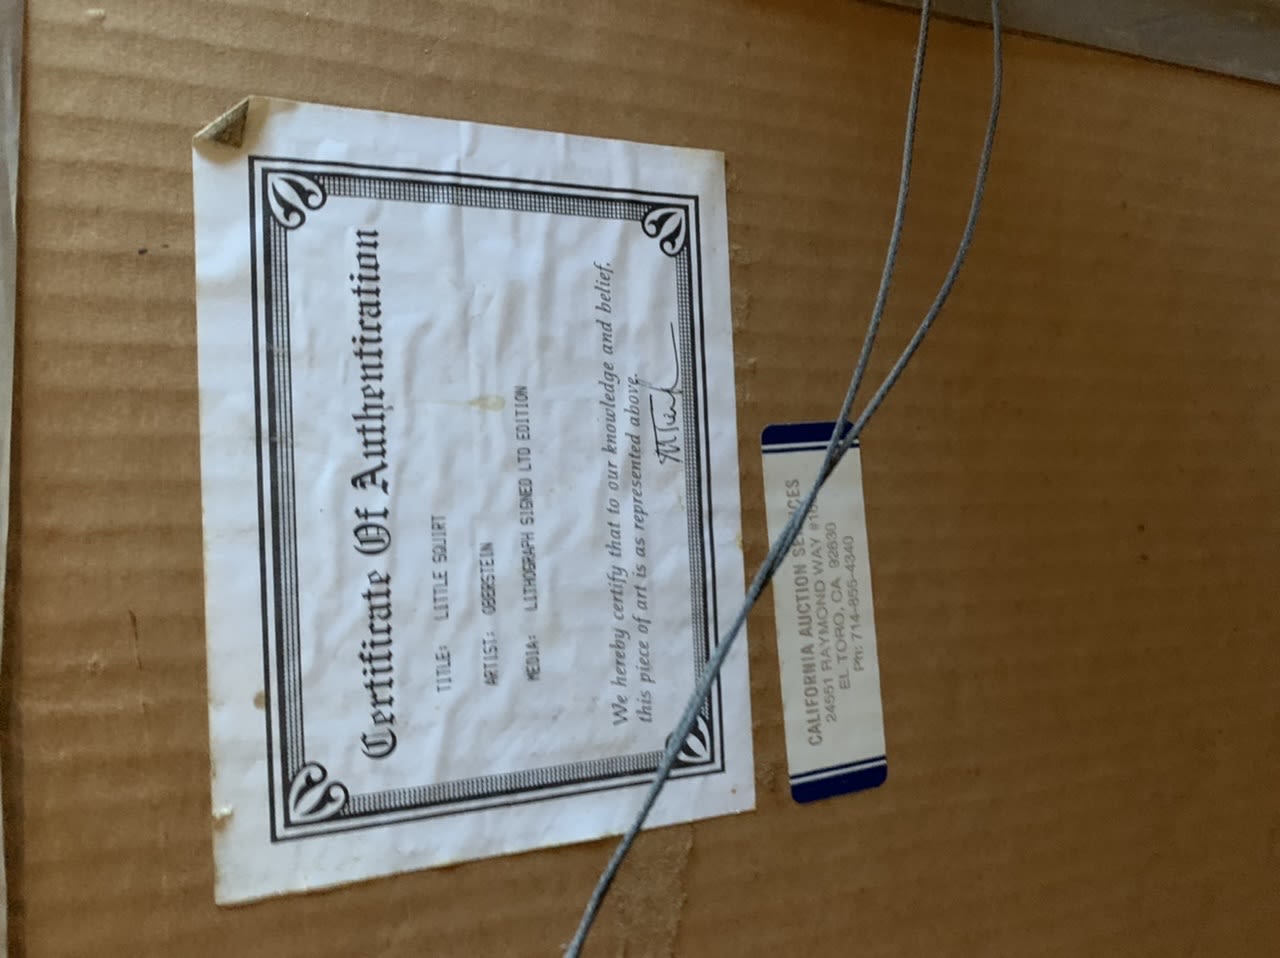 Certificate Of Authentication
TITLE: LITTLE SQUIRT
ARTIST: OBERSTEIN
MEDIA: LITHOGRAPH SIGNED LTD EDITION
We hereby certify that to our knowledge and belief,
this piece of art is as represented above.
CALIFORNIA AUCTION SERVICES
24551 RAYMOND WAY
EL TORO, CA 92630
Ph: 714-855-4340